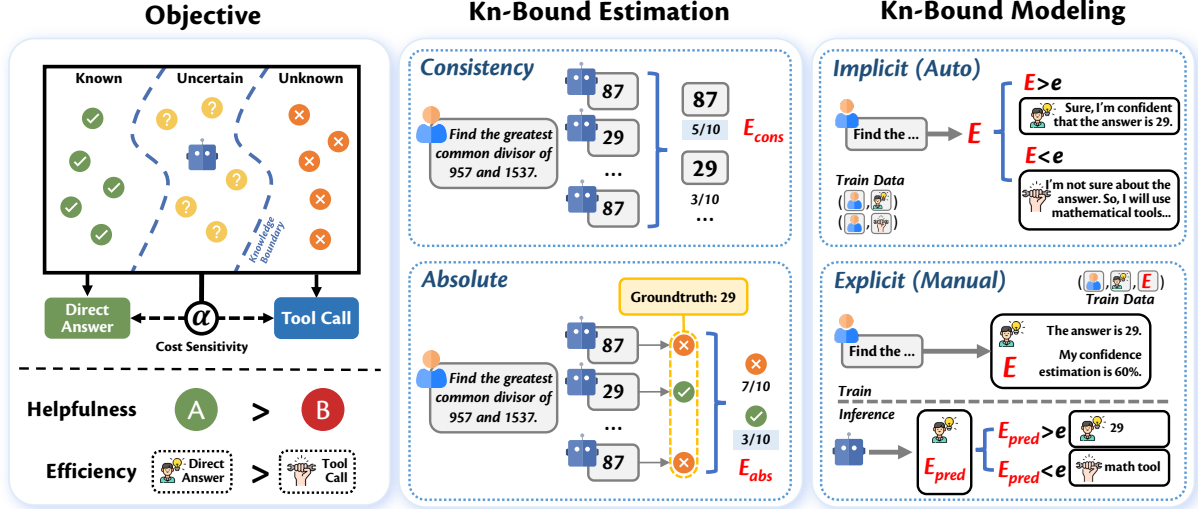 Objective
Known
Uncertain
Unknown
?
?
?
?
?
Knowledge
Boundary
Direct
Answer
α
Tool Call
Cost Sensitivity
Helpfulness
A > B
Efficiency
Direct
Answer
>
Tool
Call
Kn-Bound Estimation
Consistency
Find the greatest
common divisor of
957 and 1537.
87
29
...
87
87
5/10
29
3/10
...
E_cons
Absolute
Groundtruth: 29
Find the greatest
common divisor of
957 and 1537.
87
29
...
87
7/10
3/10
E_abs
Kn-Bound Modeling
Implicit (Auto)
Find the ...
E
E>e
Sure, I'm confident
that the answer is 29.
E<e
I'm not sure about the
answer. So, I will use
mathematical tools...
Train Data
( , )
( , )
Explicit (Manual)
( , , E )
Train Data
Find the ...
The answer is 29.
E
My confidence
estimation is 60%.
Train
Inference
E_pred
E_pred>e
29
E_pred<e
math tool